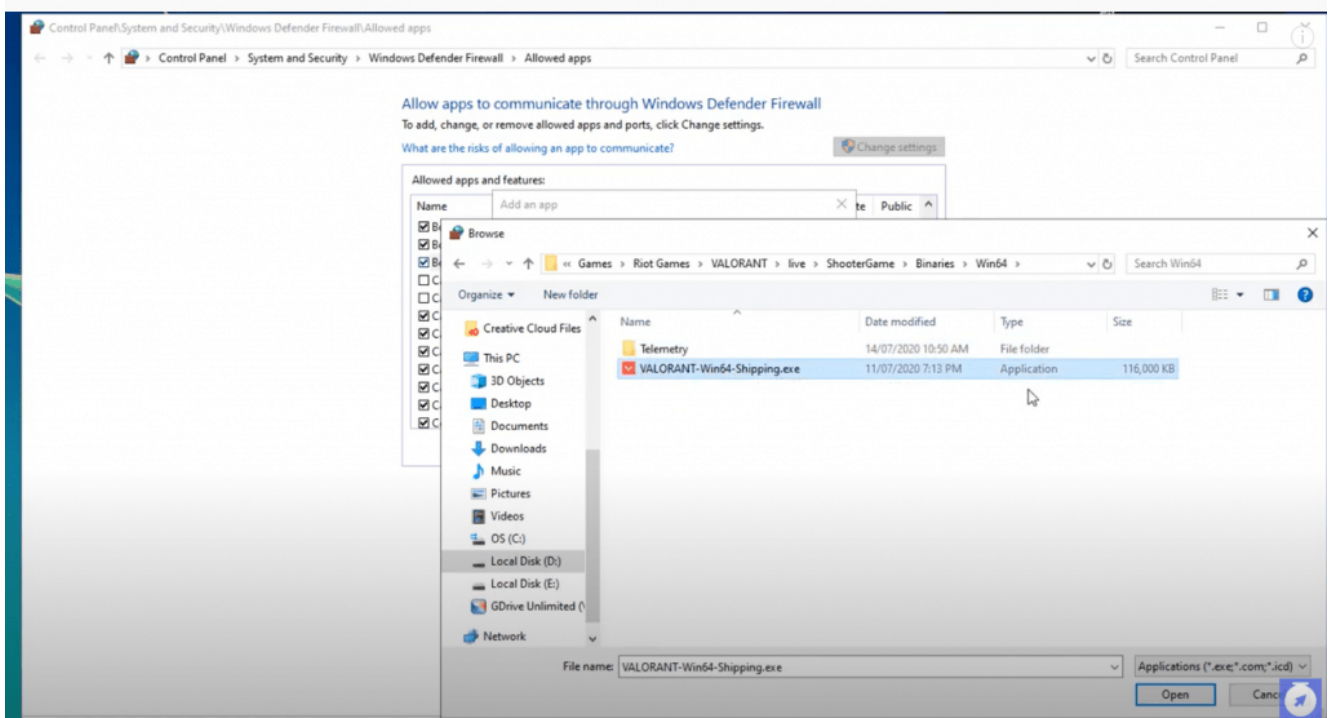 Control Panel\System and Security\Windows Defender Firewall\Allowed apps
Control Panel > System and Security > Windows Defender Firewall > Allowed apps
Search Control Panel
Allow apps to communicate through Windows Defender Firewall
To add, change, or remove allowed apps and ports, click Change settings.
What are the risks of allowing an app to communicate?
Change settings
Allowed apps and features:
Name
Add an app
te Public
Browse
« Games > Riot Games > VALORANT > live > ShooterGame > Binaries > Win64 >
Search Win64
Organize
New folder
Name Date modified Type Size
Telemetry 14/07/2020 10:50 AM File folder
VALORANT-Win64-Shipping.exe 11/07/2020 7:13 PM Application 116,000 KB
Creative Cloud Files
This PC
3D Objects
Desktop
Documents
Downloads
Music
Pictures
Videos
OS (C:)
Local Disk (D:)
Local Disk (E:)
GDrive Unlimited (
Network
File name: VALORANT-Win64-Shipping.exe
Applications (*.exe;*.com;*.icd)
Open
Canc